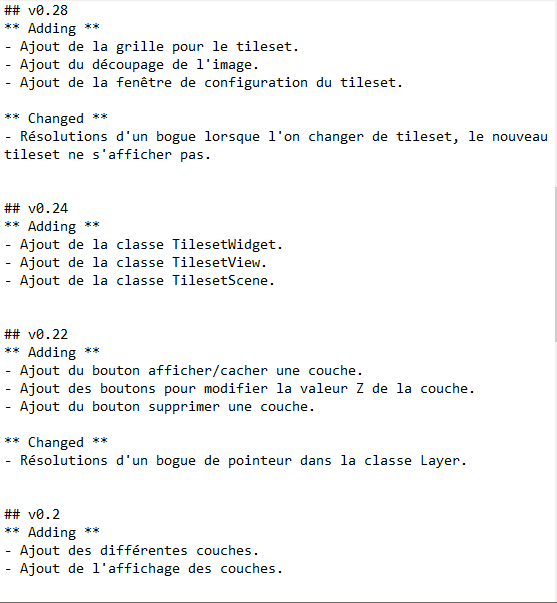 ## v0.28
** Adding **
- Ajout de la grille pour le tileset.
- Ajout du découpage de l'image.
- Ajout de la fenêtre de configuration du tileset.
** Changed **
- Résolutions d'un bogue lorsque l'on changer de tileset, le nouveau
tileset ne s'afficher pas.
## v0.24
** Adding **
- Ajout de la classe TilesetWidget.
- Ajout de la classe TilesetView.
- Ajout de la classe TilesetScene.
## v0.22
** Adding **
- Ajout du bouton afficher/cacher une couche.
- Ajout des boutons pour modifier la valeur Z de la couche.
- Ajout du bouton supprimer une couche.
** Changed **
- Résolutions d'un bogue de pointeur dans la classe Layer.
## v0.2
** Adding **
- Ajout des différentes couches.
- Ajout de l'affichage des couches.